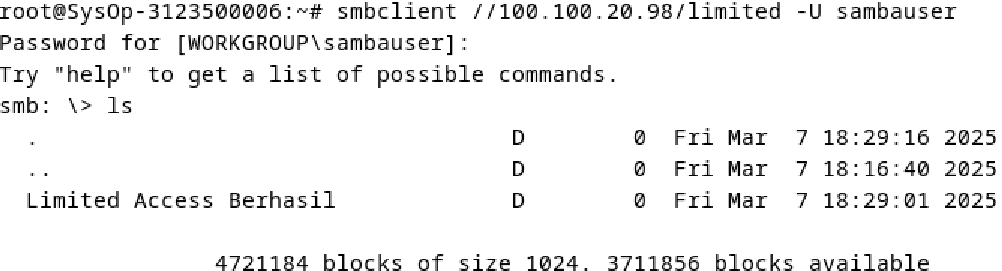 root@SysOp-3123500006:~# smbclient //100.100.20.98/limited -U sambauser
Password for [WORKGROUP\sambauser]:
Try "help" to get a list of possible commands.
smb: \> ls
  .                                   D        0  Fri Mar  7 18:29:16 2025
  ..                                  D        0  Fri Mar  7 18:16:40 2025
  Limited Access Berhasil             D        0  Fri Mar  7 18:29:01 2025
                4721184 blocks of size 1024. 3711856 blocks available